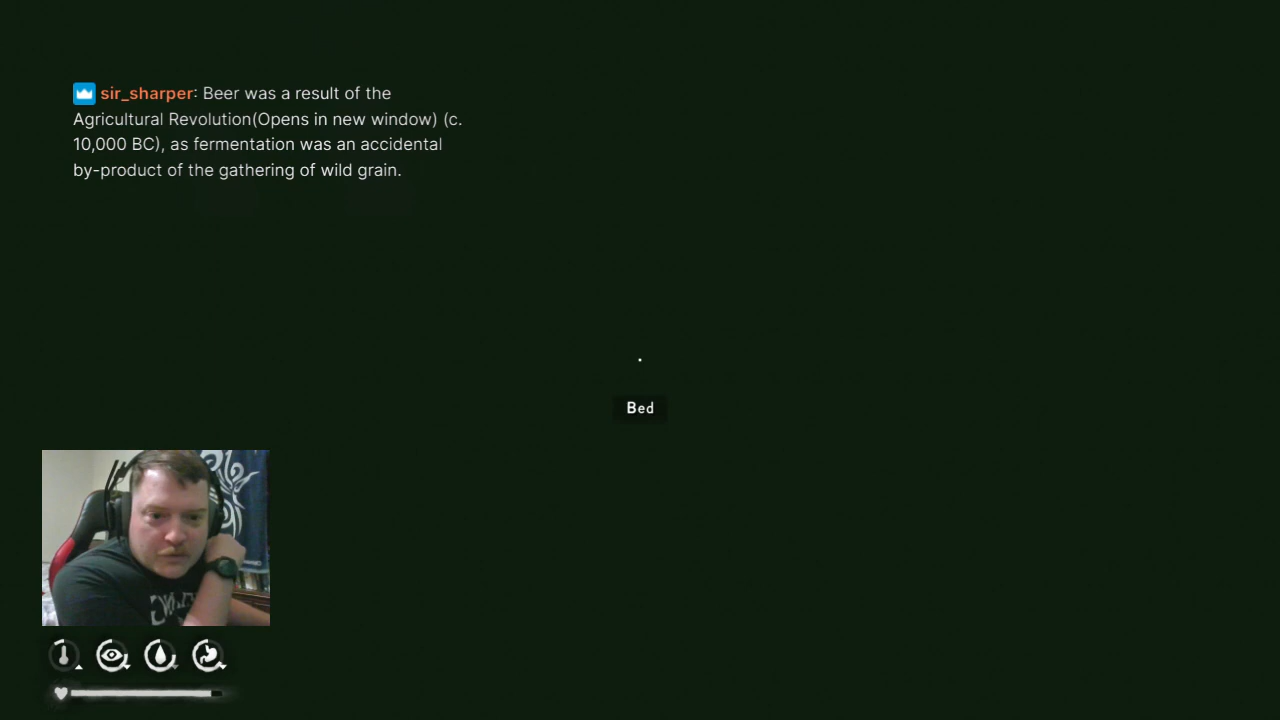 sir_sharper: Beer was a result of the
Agricultural Revolution(Opens in new window) (c.
10,000 BC), as fermentation was an accidental
by-product of the gathering of wild grain.
Bed